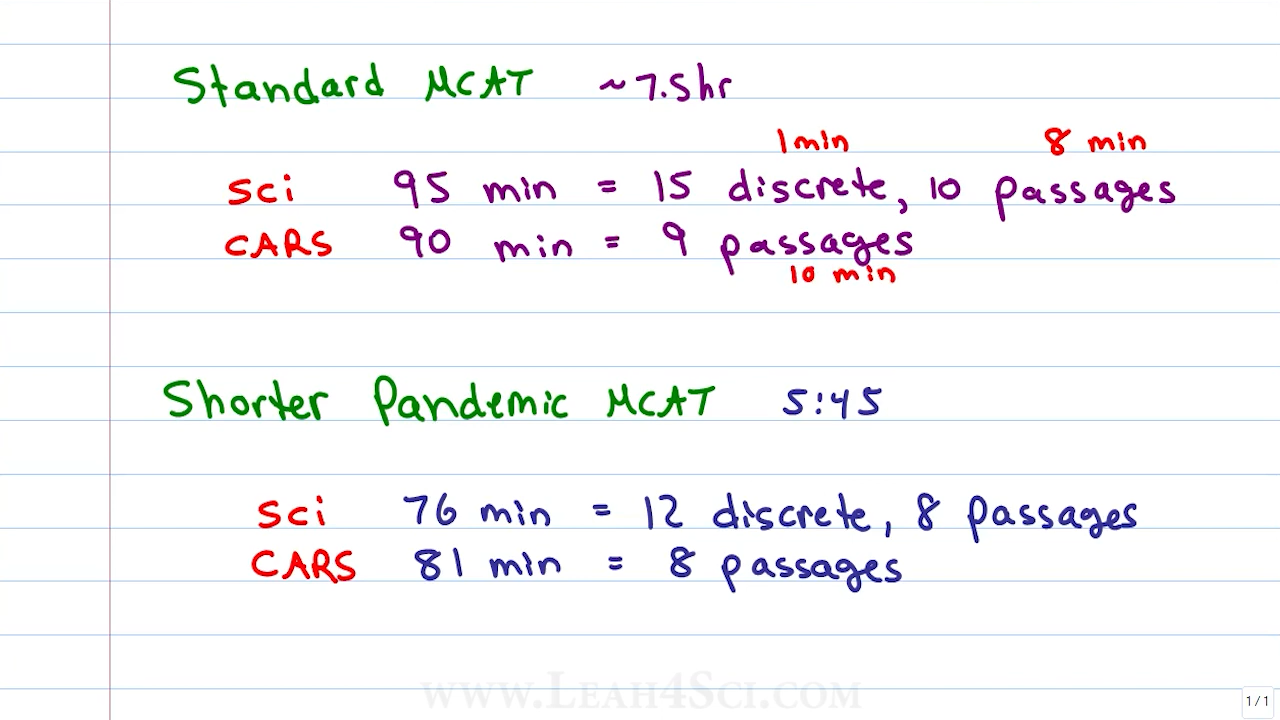 Standard MCAT ~7.5hr
1min 8 min
Sci 95 min = 15 discrete, 10 passages
CARS 90 min = 9 passages
10 min
Shorter Pandemic MCAT 5:45
Sci 76 min = 12 discrete, 8 passages
CARS 81 min = 8 passages
www.Leah4Sci.com
1/1